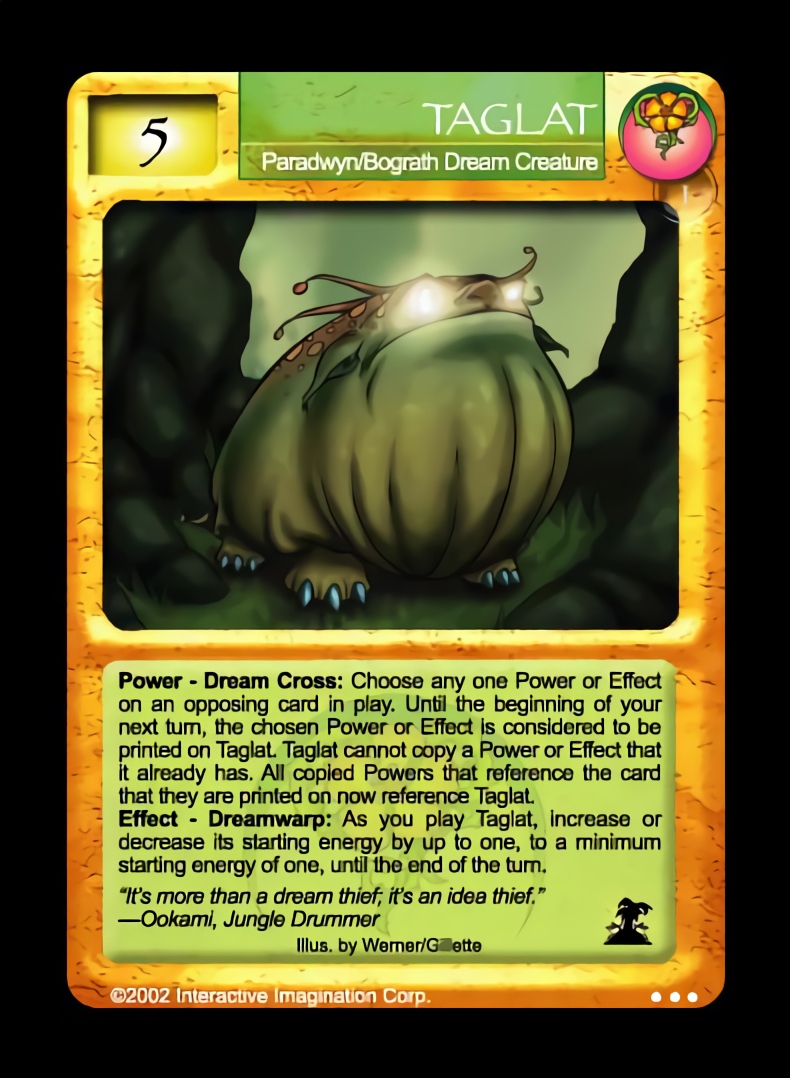 5
TAGLAT
Paradwyn/Bograth Dream Creature
Power - Dream Cross: Choose any one Power or Effect
on an opposing card in play. Until the beginning of your
next turn, the chosen Power or Effect is considered to be
printed on Taglat. Taglat cannot copy a Power or Effect that
it already has. All copied Powers that reference the card
that they are printed on now reference Taglat.
Effect - Dreamwarp: As you play Taglat, increase or
decrease its starting energy by up to one, to a minimum
starting energy of one, until the end of the turn.
"It's more than a dream thief; it's an idea thief."
—Ookami, Jungle Drummer
Illus. by
©2002 Interactive Imagination Corp.